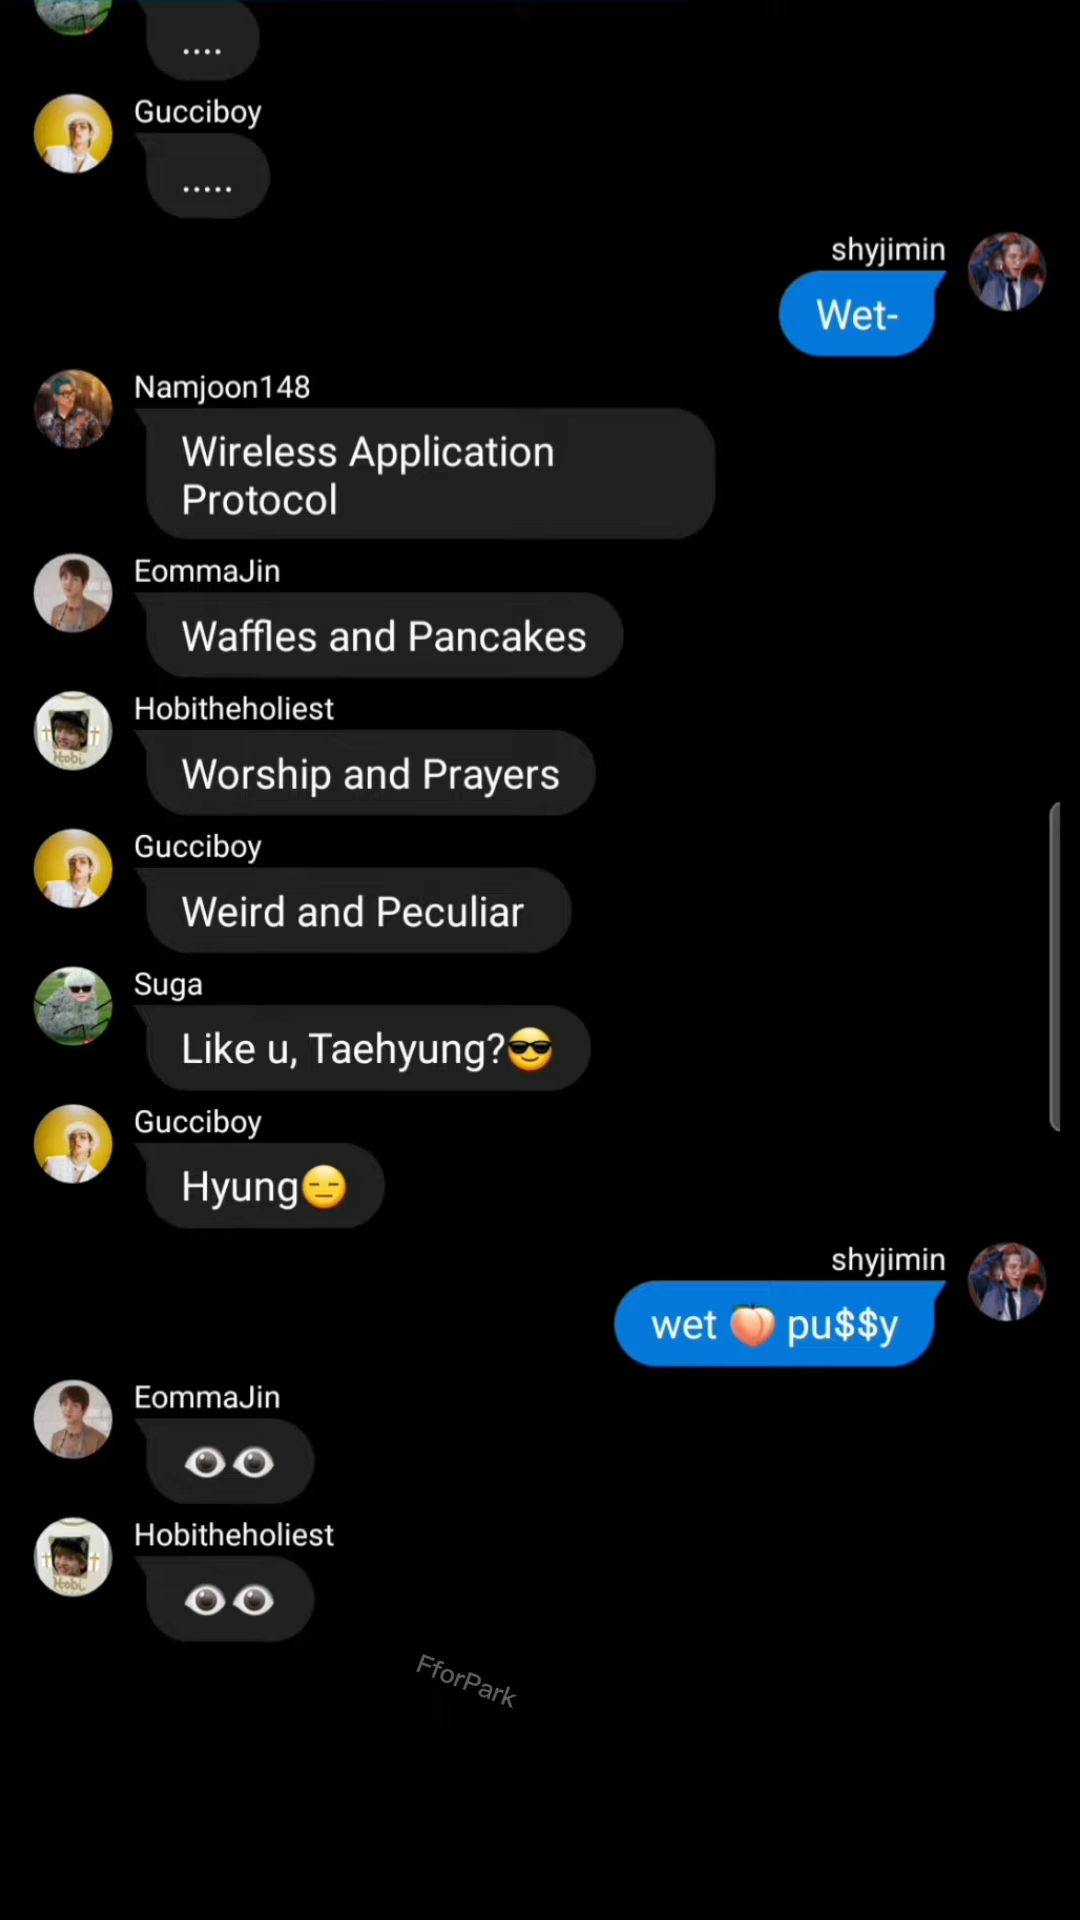 ....
Gucciboy
.....
shyjimin
Wet-
Namjoon148
Wireless Application
Protocol
EommaJin
Waffles and Pancakes
Hobitheholiest
Worship and Prayers
Gucciboy
Weird and Peculiar
Suga
Like u, Taehyung?😎
Gucciboy
Hyung😑
shyjimin
wet 🍑 pu$$y
EommaJin
👁👁
Hobitheholiest
👁👁
FforPark